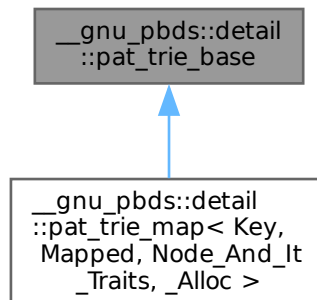 __gnu_pbds::detail
::pat_trie_base
__gnu_pbds::detail
::pat_trie_map< Key,
Mapped, Node_And_It
_Traits, _Alloc >